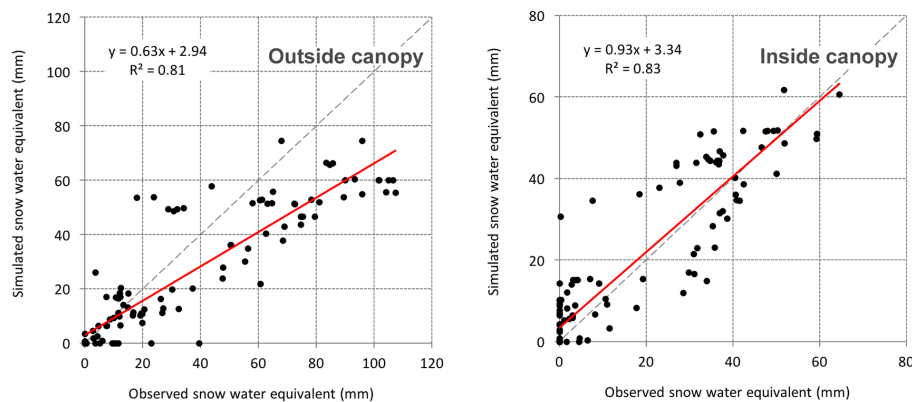 120
100
80
60
40
20
0
Simulated snow water equivalent (mm)
y = 0.63x + 2.94
R² = 0.81
Outside canopy
0 20 40 60 80 100 120
Observed snow water equivalent (mm)
80
60
40
20
0
Simulated snow water equivalent (mm)
y = 0.93x + 3.34
R² = 0.83
Inside canopy
0 20 40 60 80
Observed snow water equivalent (mm)